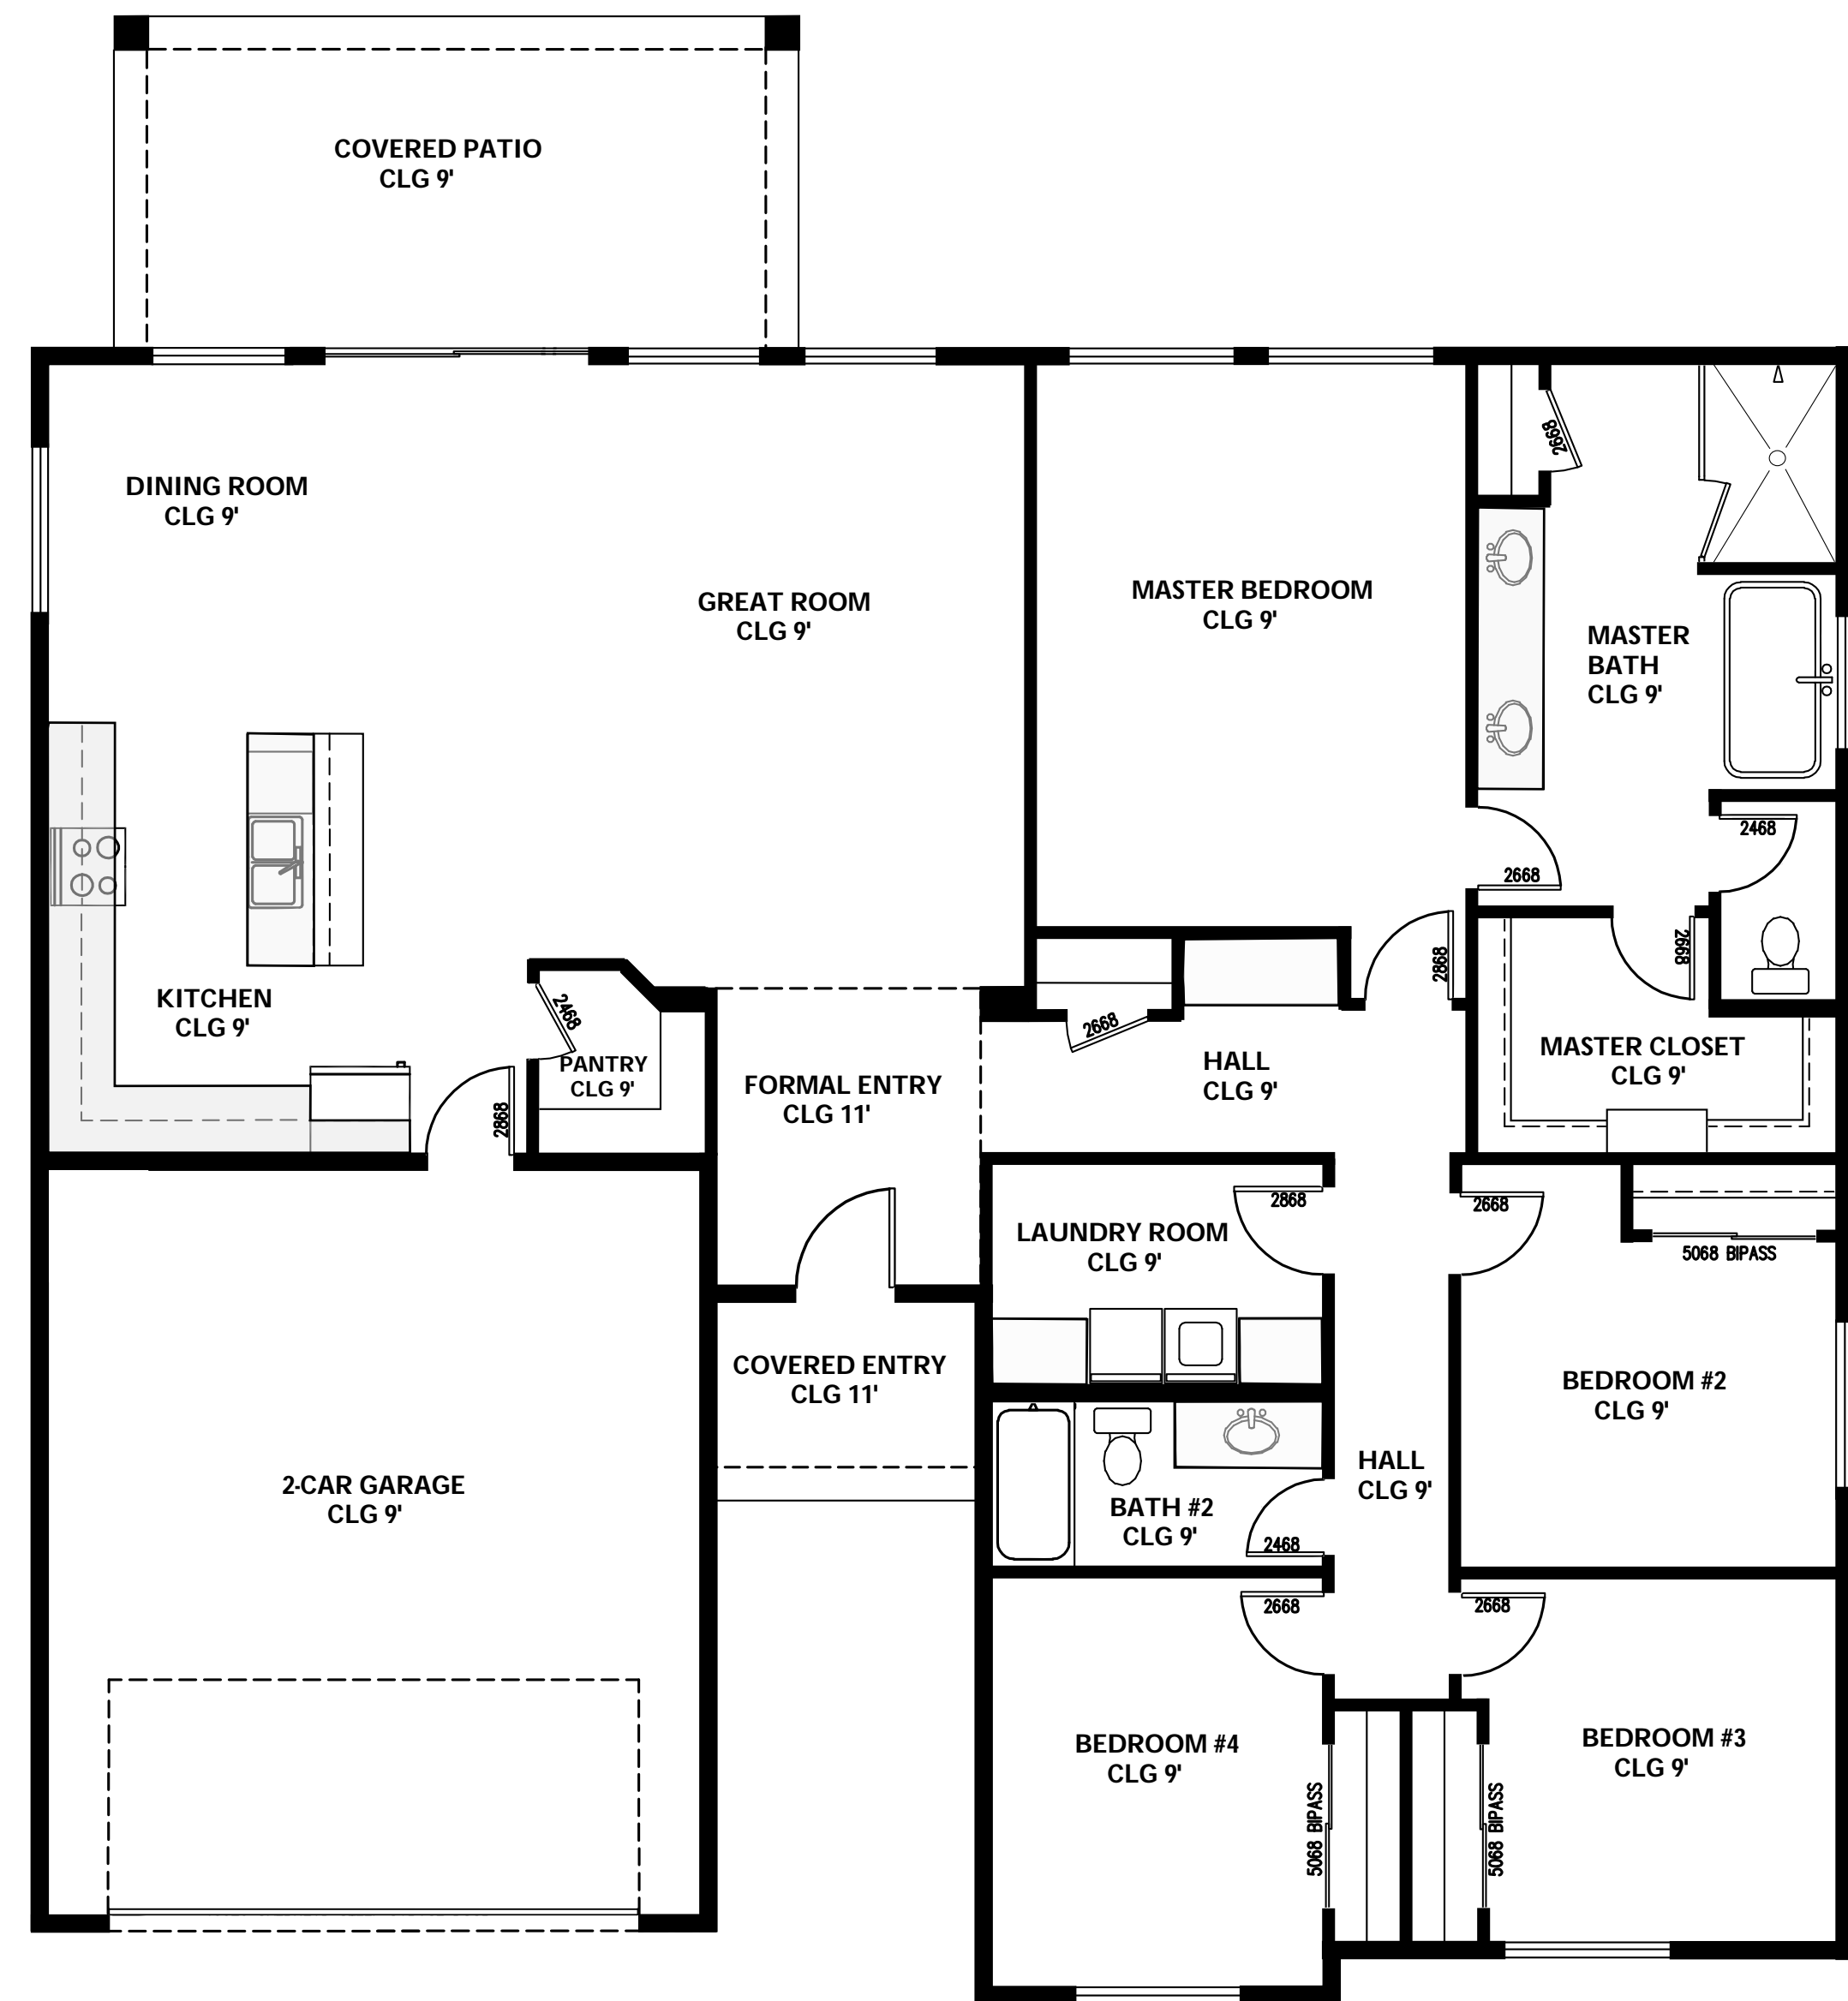 COVERED PATIO
CLG 9'
DINING ROOM
CLG 9'
GREAT ROOM
CLG 9'
MASTER BEDROOM
CLG 9'
2668
MASTER
BATH
CLG 9'
2468
2668
2868
2668
KITCHEN
CLG 9'
2468
PANTRY
CLG 9'
2868
FORMAL ENTRY
CLG 11'
2668
HALL
CLG 9'
MASTER CLOSET
CLG 9'
LAUNDRY ROOM
CLG 9'
2868
2668
5068 BIPASS
COVERED ENTRY
CLG 11'
BEDROOM #2
CLG 9'
2-CAR GARAGE
CLG 9'
BATH #2
CLG 9'
2468
HALL
CLG 9'
2668
2668
BEDROOM #4
CLG 9'
5068 BIPASS
5068 BIPASS
BEDROOM #3
CLG 9'